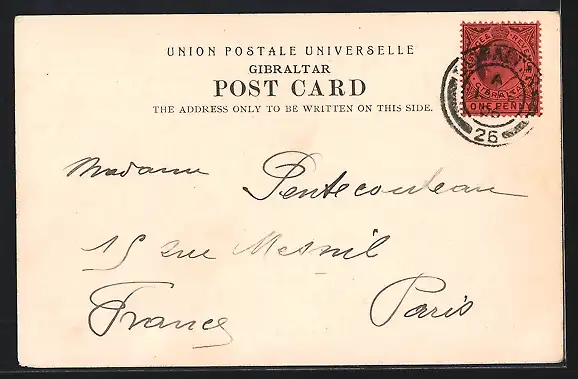 UNION POSTALE UNIVERSELLE
GIBRALTAR
POST CARD
THE ADDRESS ONLY TO BE WRITTEN ON THIS SIDE.
GIBRALTAR
ONE PENNY
A
26
Madame Pentecouteau
15 rue Mesnil
France Paris